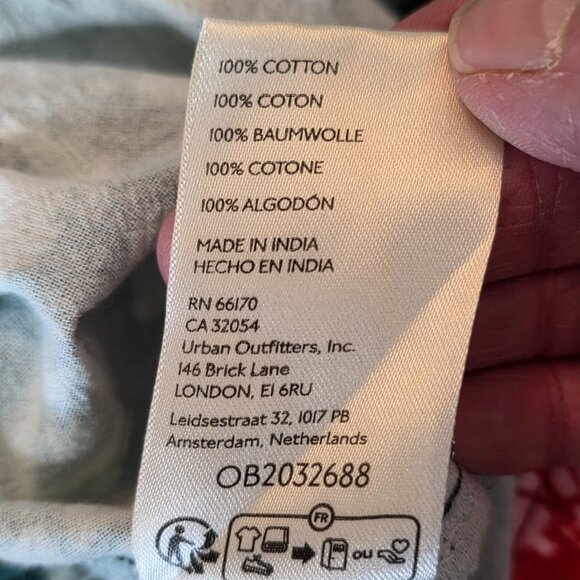 100% COTTON
100% COTON
100% BAUMWOLLE
100% COTONE
100% ALGODÓN
MADE IN INDIA
HECHO EN INDIA
RN 66170
CA 32054
Urban Outfitters, Inc.
146 Brick Lane
LONDON, E1 6RU
Leidsestraat 32, 1017 PB
Amsterdam, Netherlands
OB2032688
FR
ou